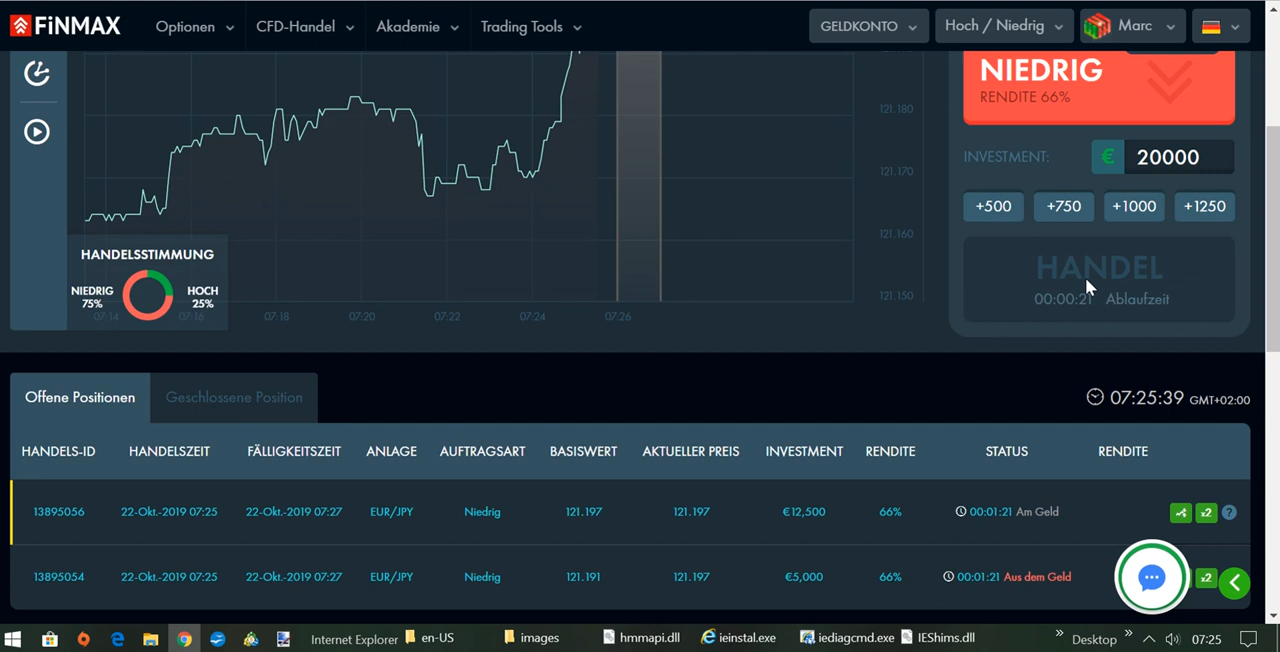 FiNMAX Optionen CFD-Handel Akademie Trading Tools GELDKONTO Hoch / Niedrig Marc
NIEDRIG
RENDITE 66%
INVESTMENT: € 20000
+500 +750 +1000 +1250
HANDEL
00:00:21 Ablaufzeit
121.180
121.170
121.160
121.150
HANDELSSTIMMUNG
NIEDRIG 75%
HOCH 25%
07:14 07:16 07:18 07:20 07:22 07:24 07:26
Offene Positionen Geschlossene Position 07:25:39 GMT+02:00
HANDELS-ID HANDELSZEIT FÄLLIGKEITSZEIT ANLAGE AUFTRAGSART BASISWERT AKTUELLER PREIS INVESTMENT RENDITE STATUS RENDITE
13895056 22-Okt.-2019 07:25 22-Okt.-2019 07:27 EUR/JPY Niedrig 121.197 121.197 €12,500 66% 00:01:21 Am Geld x2 ?
13895054 22-Okt.-2019 07:25 22-Okt.-2019 07:27 EUR/JPY Niedrig 121.191 121.197 €5,000 66% 00:01:21 Aus dem Geld x2
Internet Explorer en-US images hmmapi.dll ieinstal.exe iediagcmd.exe IEShims.dll Desktop 07:25